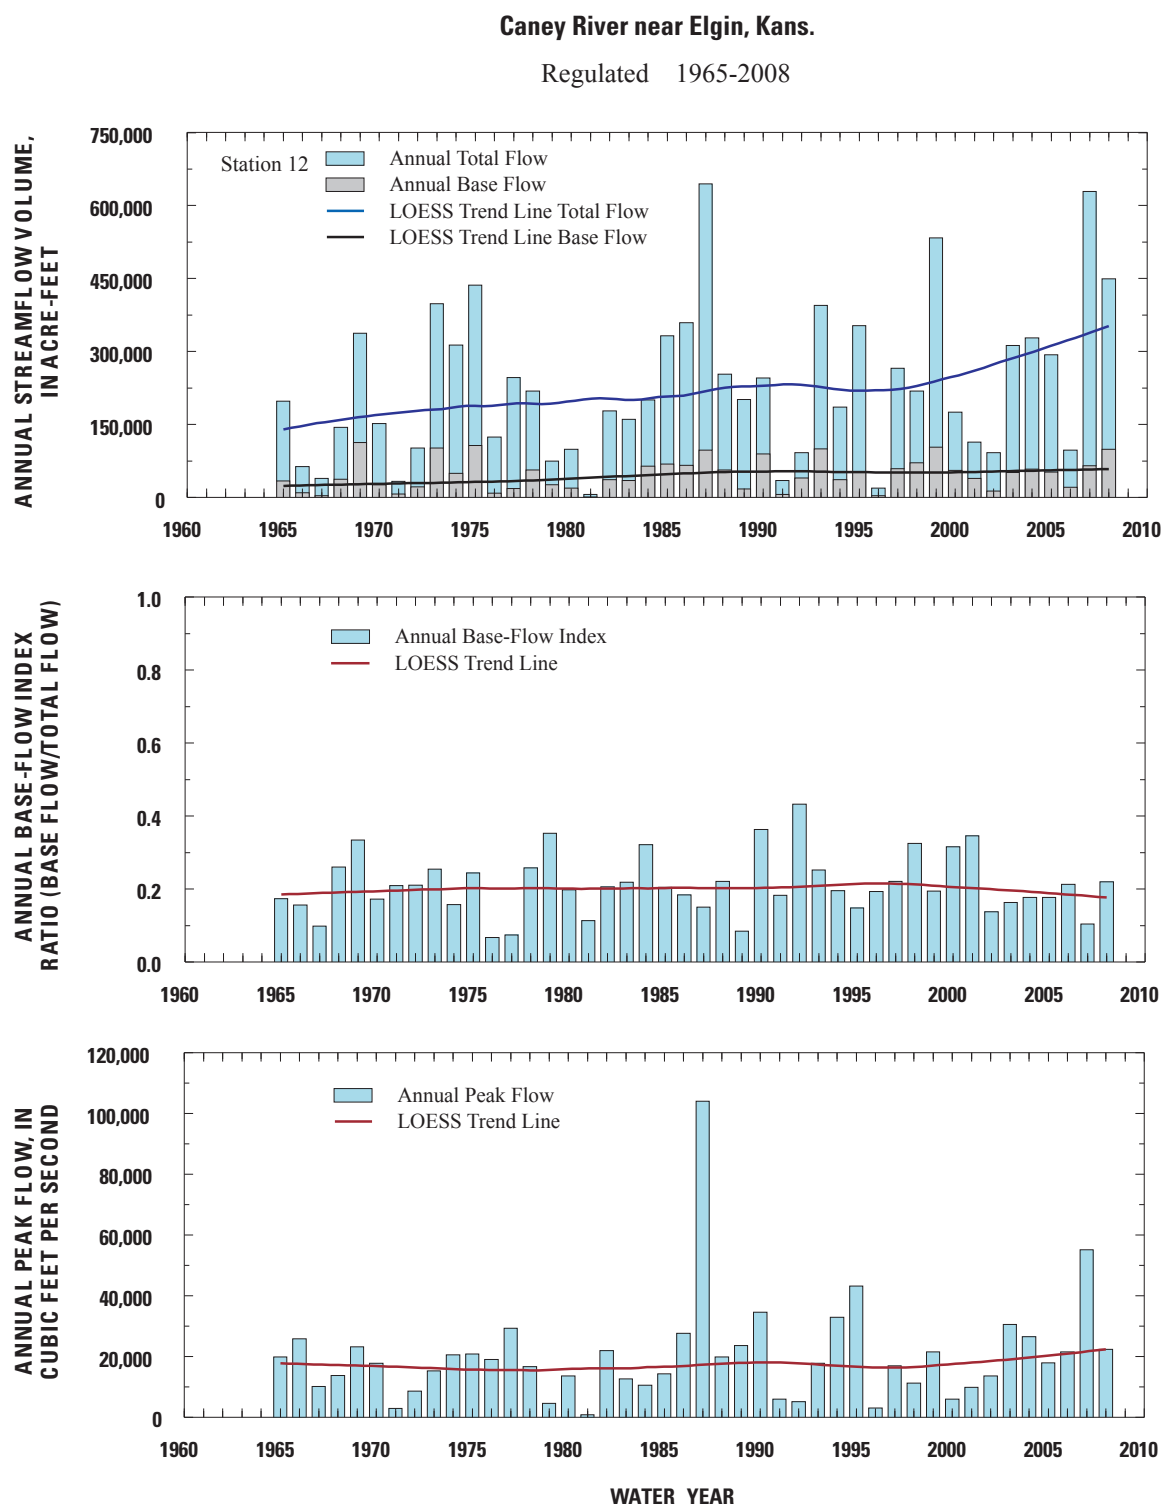 Caney River near Elgin, Kans.
Regulated 1965-2008
ANNUAL STREAMFLOW VOLUME,
IN ACRE-FEET
750,000
600,000
450,000
300,000
150,000
0
Station 12
Annual Total Flow
Annual Base Flow
LOESS Trend Line Total Flow
LOESS Trend Line Base Flow
1960 1965 1970 1975 1980 1985 1990 1995 2000 2005 2010
ANNUAL BASE-FLOW INDEX
RATIO (BASE FLOW/TOTAL FLOW)
1.0
0.8
0.6
0.4
0.2
0.0
Annual Base-Flow Index
LOESS Trend Line
1960 1965 1970 1975 1980 1985 1990 1995 2000 2005 2010
ANNUAL PEAK FLOW, IN
CUBIC FEET PER SECOND
120,000
100,000
80,000
60,000
40,000
20,000
0
Annual Peak Flow
LOESS Trend Line
1960 1965 1970 1975 1980 1985 1990 1995 2000 2005 2010
WATER YEAR